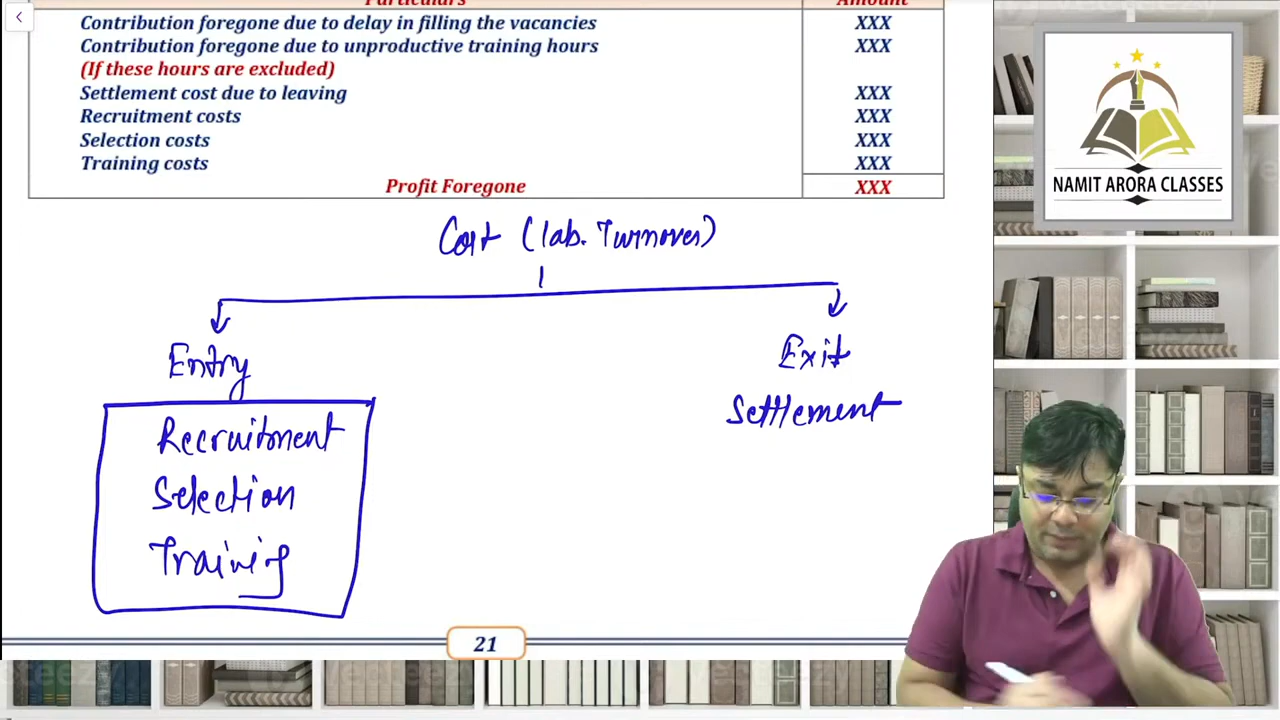 Particulars Amount
Contribution foregone due to delay in filling the vacancies XXX
Contribution foregone due to unproductive training hours XXX
(If these hours are excluded)
Settlement cost due to leaving XXX
Recruitment costs XXX
Selection costs XXX
Training costs XXX
Profit Foregone XXX
NAMIT ARORA CLASSES
Cost (lab. Turnover)
Entry
Exit
Settlement
Recruitment
Selection
Training
21